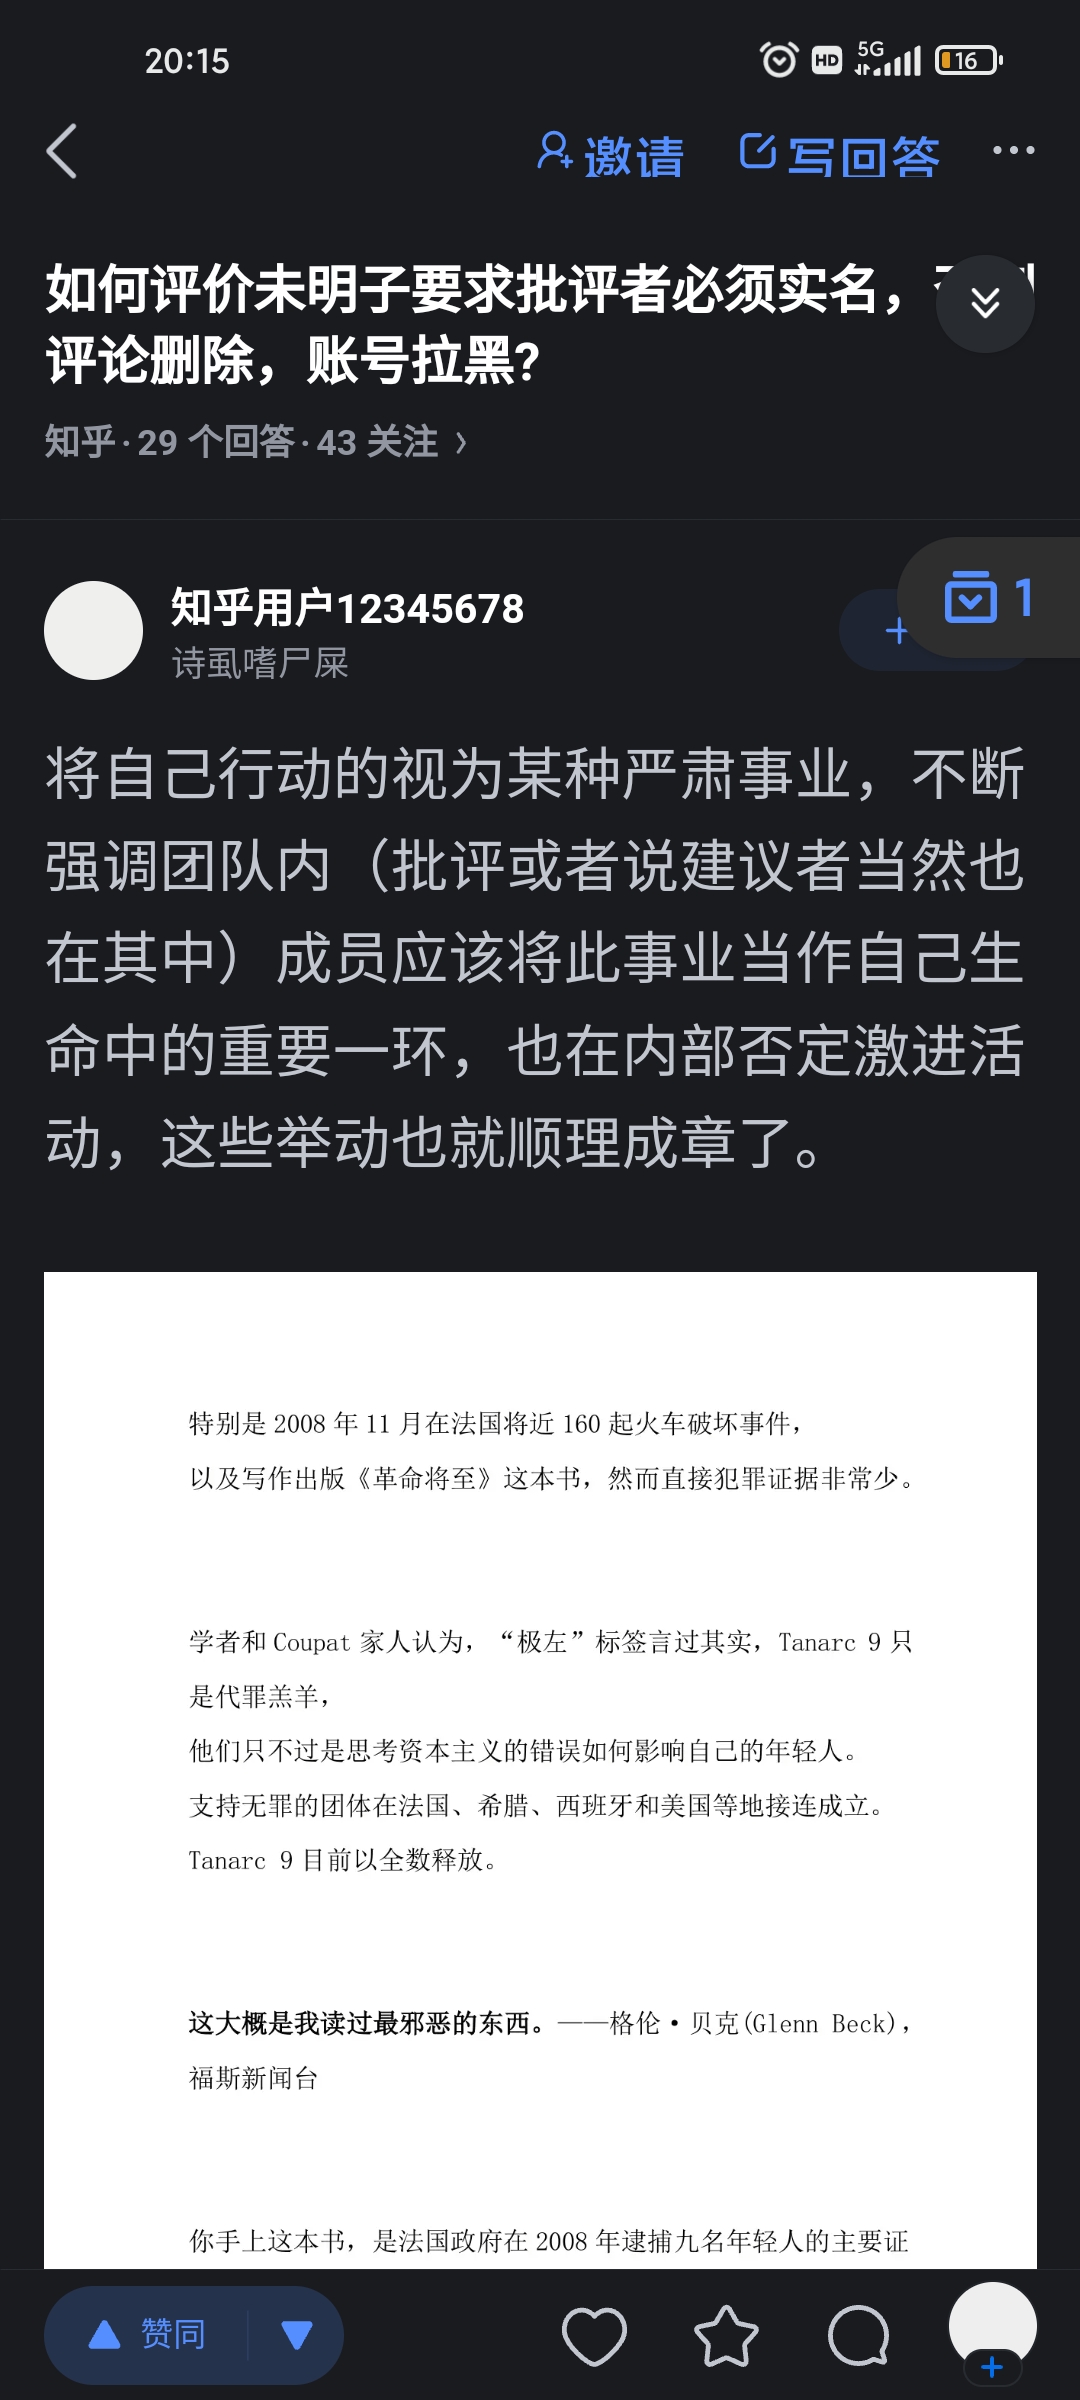 20:15
HD 5G 16
邀请 写回答
如何评价未明子要求批评者必须实名，
评论删除，账号拉黑?
知乎·29 个回答·43 关注
1
知乎用户12345678
诗虱嗜尸屎
将自己行动的视为某种严肃事业，不断
强调团队内（批评或者说建议者当然也
在其中）成员应该将此事业当作自己生
命中的重要一环，也在内部否定激进活
动，这些举动也就顺理成章了。
特别是 2008 年 11 月在法国将近 160 起火车破坏事件，
以及写作出版《革命将至》这本书，然而直接犯罪证据非常少。
学者和 Coupat 家人认为，“极左”标签言过其实，Tanarc 9 只
是代罪羔羊，
他们只不过是思考资本主义的错误如何影响自己的年轻人。
支持无罪的团体在法国、希腊、西班牙和美国等地接连成立。
Tanarc 9 目前以全数释放。
这大概是我读过最邪恶的东西。——格伦·贝克(Glenn Beck)，
福斯新闻台
你手上这本书，是法国政府在 2008 年逮捕九名年轻人的主要证
赞同